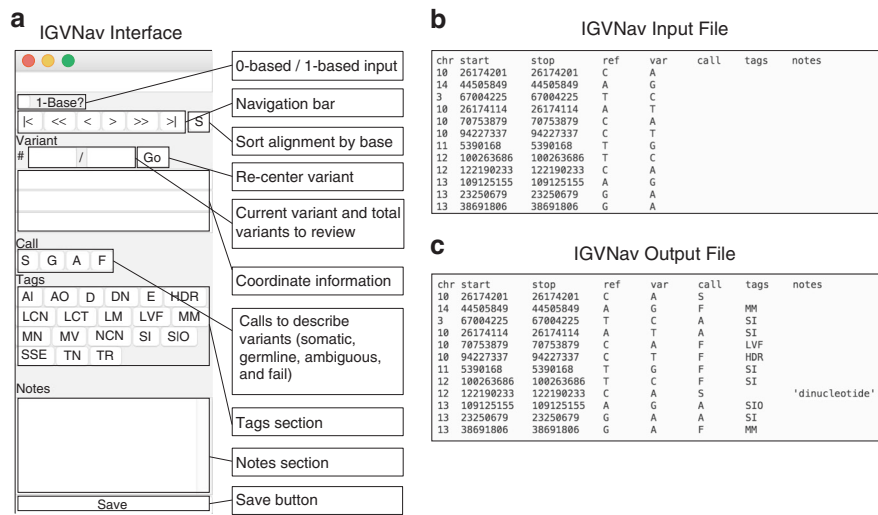 a
IGVNav Interface
1-Base?
|< << < > >> >| S
Variant
# / Go
Call
S G A F
Tags
AI AO D DN E HDR
LCN LCT LM LVF MM
MN MV NCN SI SIO
SSE TN TR
Notes
Save
0-based / 1-based input
Navigation bar
Sort alignment by base
Re-center variant
Current variant and total
variants to review
Coordinate information
Calls to describe
variants (somatic,
germline, ambiguous,
and fail)
Tags section
Notes section
Save button
b
IGVNav Input File
chr start stop ref var call tags notes
10 26174201 26174201 C A
14 44505849 44505849 A G
3 67004225 67004225 T C
10 26174114 26174114 A T
10 70753879 70753879 C A
10 94227337 94227337 C T
11 5390168 5390168 T G
12 100263686 100263686 T C
12 122190233 122190233 C A
13 109125155 109125155 A G
13 23250679 23250679 G A
13 38691806 38691806 G A
c
IGVNav Output File
chr start stop ref var call tags notes
10 26174201 26174201 C A S
14 44505849 44505849 A G F MM
3 67004225 67004225 T C A SI
10 26174114 26174114 A T A SI
10 70753879 70753879 C A F LVF
10 94227337 94227337 C T F HDR
11 5390168 5390168 T G F SI
12 100263686 100263686 T C F SI
12 122190233 122190233 C A S 'dinucleotide'
13 109125155 109125155 A G A SIO
13 23250679 23250679 G A A SI
13 38691806 38691806 G A F MM